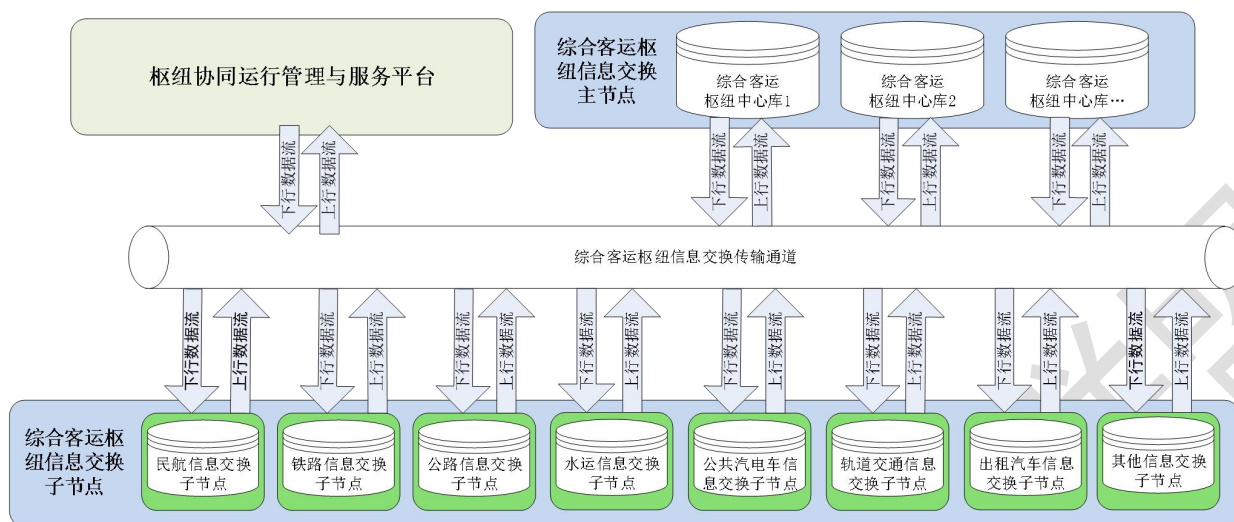 枢纽协同运行管理与服务平台
综合客运枢
纽信息交换
主节点
综合客运
枢纽中心库1
综合客运
枢纽中心库2
综合客运
枢纽中心库…
下行数据流
上行数据流
下行数据流
上行数据流
下行数据流
上行数据流
下行数据流
上行数据流
综合客运枢纽信息交换传输通道
下行数据流
上行数据流
下行数据流
上行数据流
下行数据流
上行数据流
下行数据流
上行数据流
下行数据流
上行数据流
下行数据流
上行数据流
下行数据流
上行数据流
下行数据流
上行数据流
综合客运枢
纽信息交换
子节点
民航信息交换
子节点
铁路信息交换
子节点
公路信息交换
子节点
水运信息交换
子节点
公共汽电车信
息交换子节点
轨道交通信息
交换子节点
出租汽车信息
交换子节点
其他信息交换
子节点